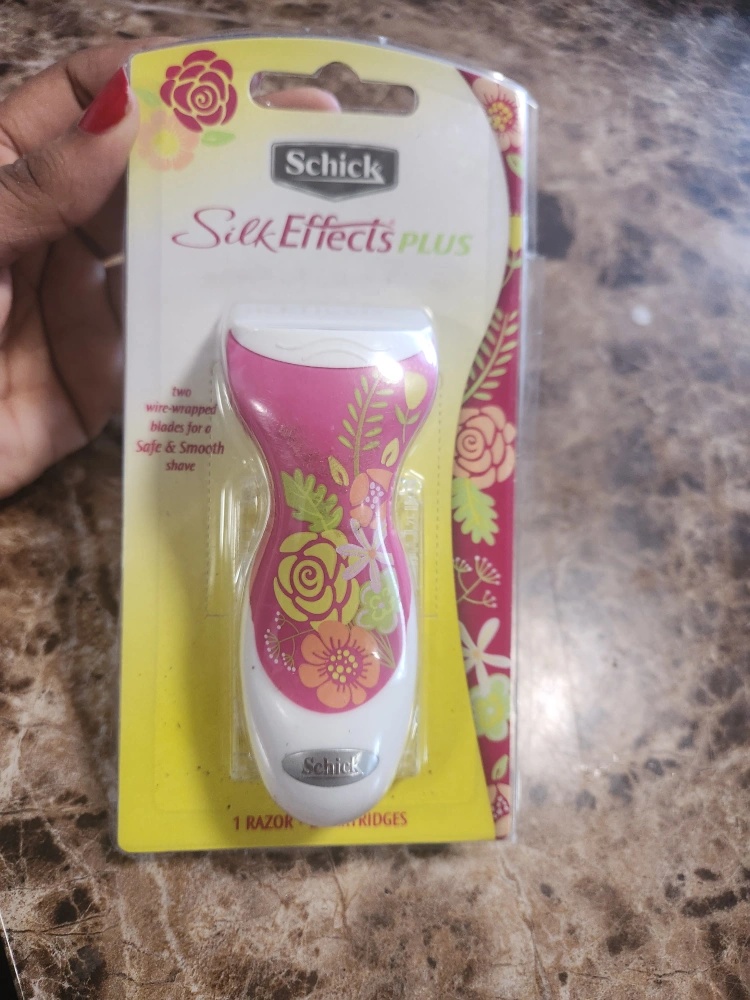 Schick
Silk Effects PLUS
two
wire-wrapped
blades for a
Safe & Smooth
shave
Schick
1 RAZOR